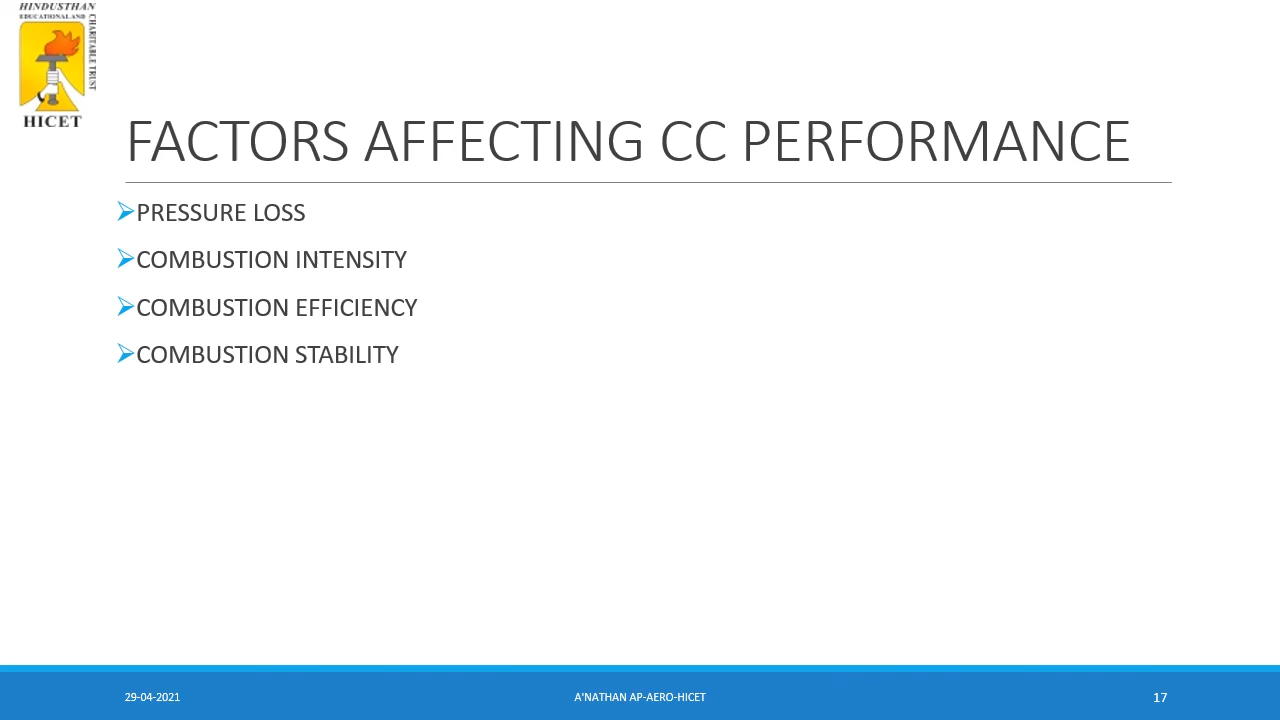 HINDUSTHAN
EDUCATIONAL AND
CHARITABLE TRUST
HICET
FACTORS AFFECTING CC PERFORMANCE
PRESSURE LOSS
COMBUSTION INTENSITY
COMBUSTION EFFICIENCY
COMBUSTION STABILITY
29-04-2021
A'NATHAN AP-AERO-HICET
17